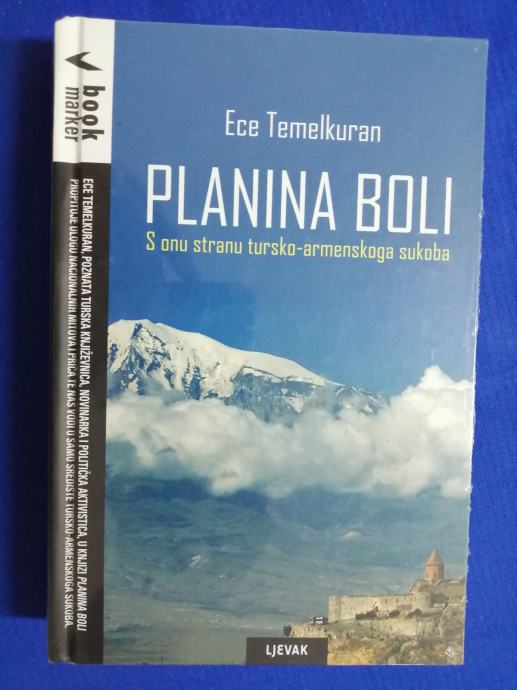 book
marker
ECE TEMELKURAN, POZNATA TURSKA KNJIŽEVNICA, NOVINARKA I POLITIČKA AKTIVISTICA, U KNJIZI PLANINA BOLI
PROPITUJE ULOGU NACIONALNIH MITOVA I PRIČA TE NAS VODI U SAMO SREDIŠTE TURSKO-ARMENSKOGA SUKOBA.
Ece Temelkuran
PLANINA BOLI
S onu stranu tursko-armenskoga sukoba
LJEVAK